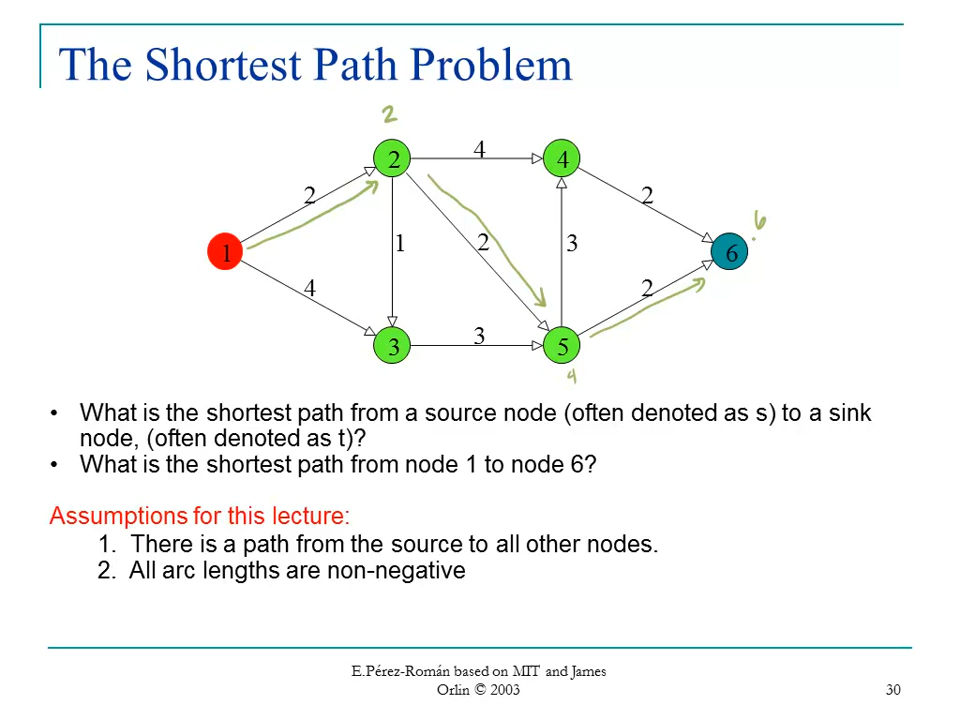 The Shortest Path Problem
2
2 4 4
2 2
6
1 1 2 3 6
4 2
3 3 5
4
• What is the shortest path from a source node (often denoted as s) to a sink
node, (often denoted as t)?
• What is the shortest path from node 1 to node 6?
Assumptions for this lecture:
1. There is a path from the source to all other nodes.
2. All arc lengths are non-negative
E.Pérez-Román based on MIT and James
Orlin © 2003
30